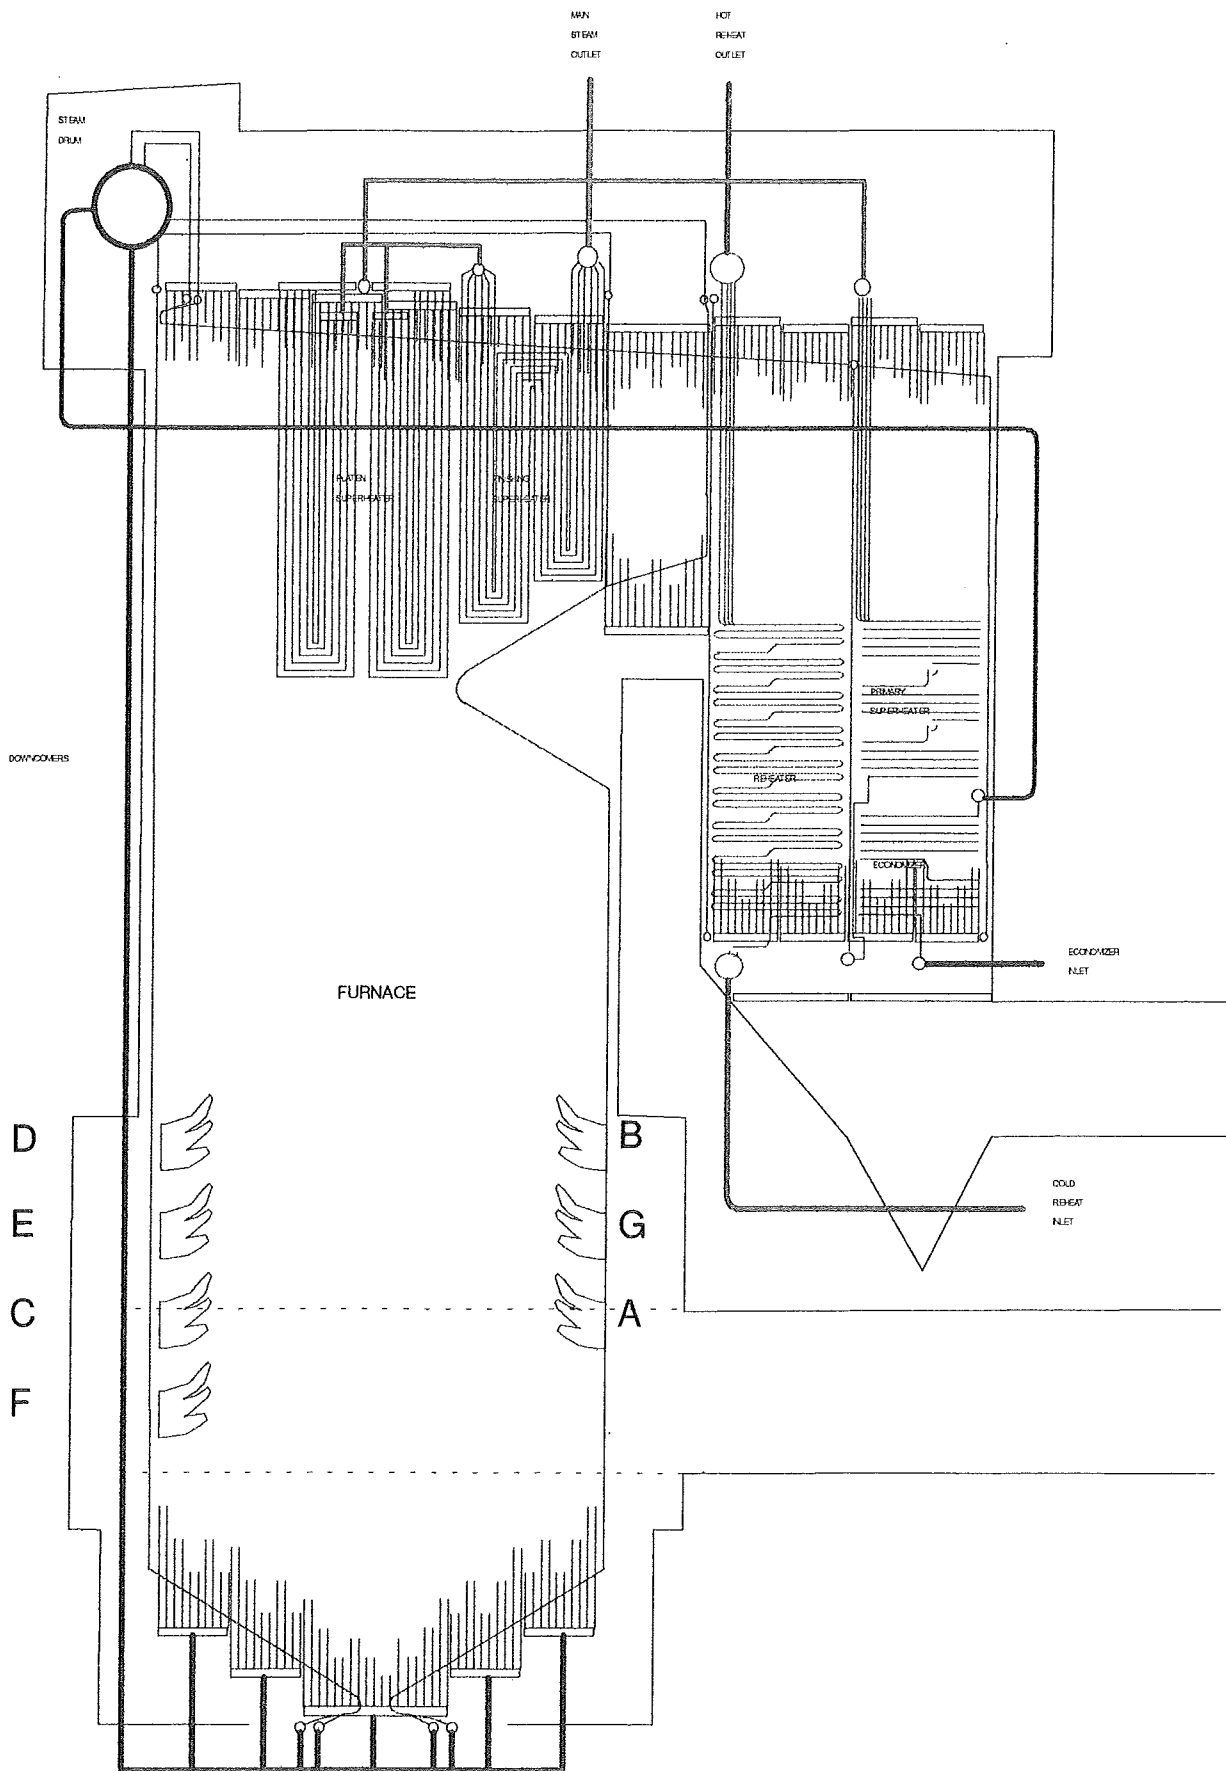 MAIN
STEAM
OUTLET
HOT
REHEAT
OUTLET
STEAM
DRUM
PLATEN
SUPERHEATER
FINISHING
SUPERHEATER
PRIMARY
SUPERHEATER
DOWNCOMERS
REHEATER
ECONOMIZER
ECONOMIZER
INLET
FURNACE
D
B
COLD
REHEAT
INLET
E
G
C
A
F